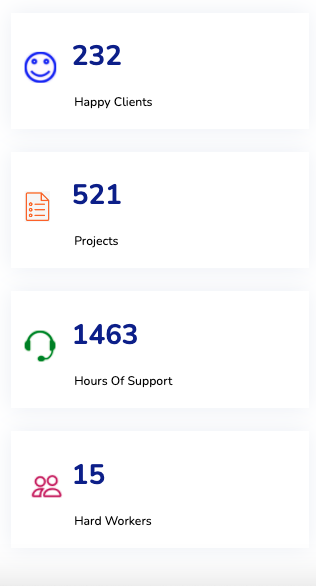 232
Happy Clients
521
Projects
1463
Hours Of Support
15
Hard Workers